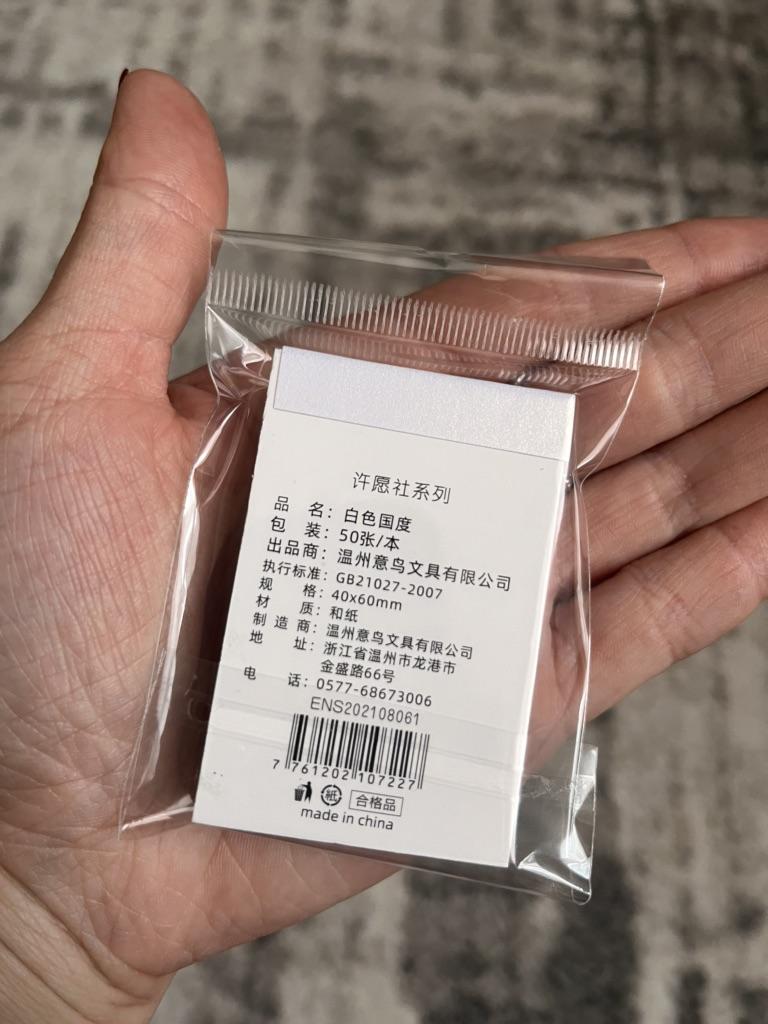 许愿社系列
品 名：白色国度
包 装：50张/本
出品商：温州意鸟文具有限公司
执行标准：GB21027-2007
规 格：40x60mm
材 质：和纸
制 造 商：温州意鸟文具有限公司
地 址：浙江省温州市龙港市
金盛路66号
电 话：0577-68673006
ENS202108061
7 761202 107227
紙 合格品
made in china